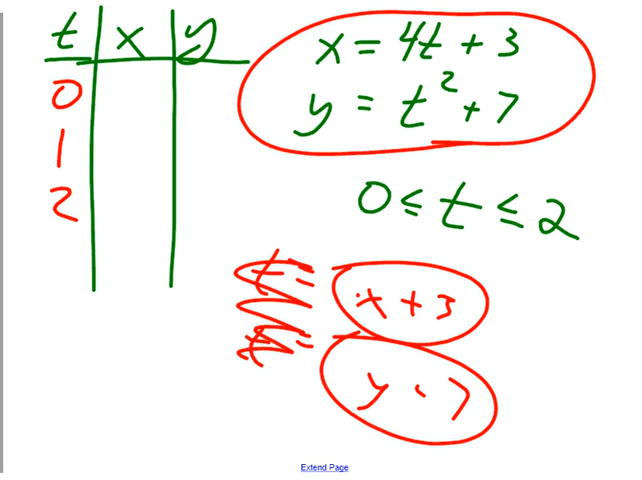 t x y
0
1
2
x = 4t + 3
y = t² + 7
0 ≤ t ≤ 2
t = x + 3
= y - 7
Extend Page